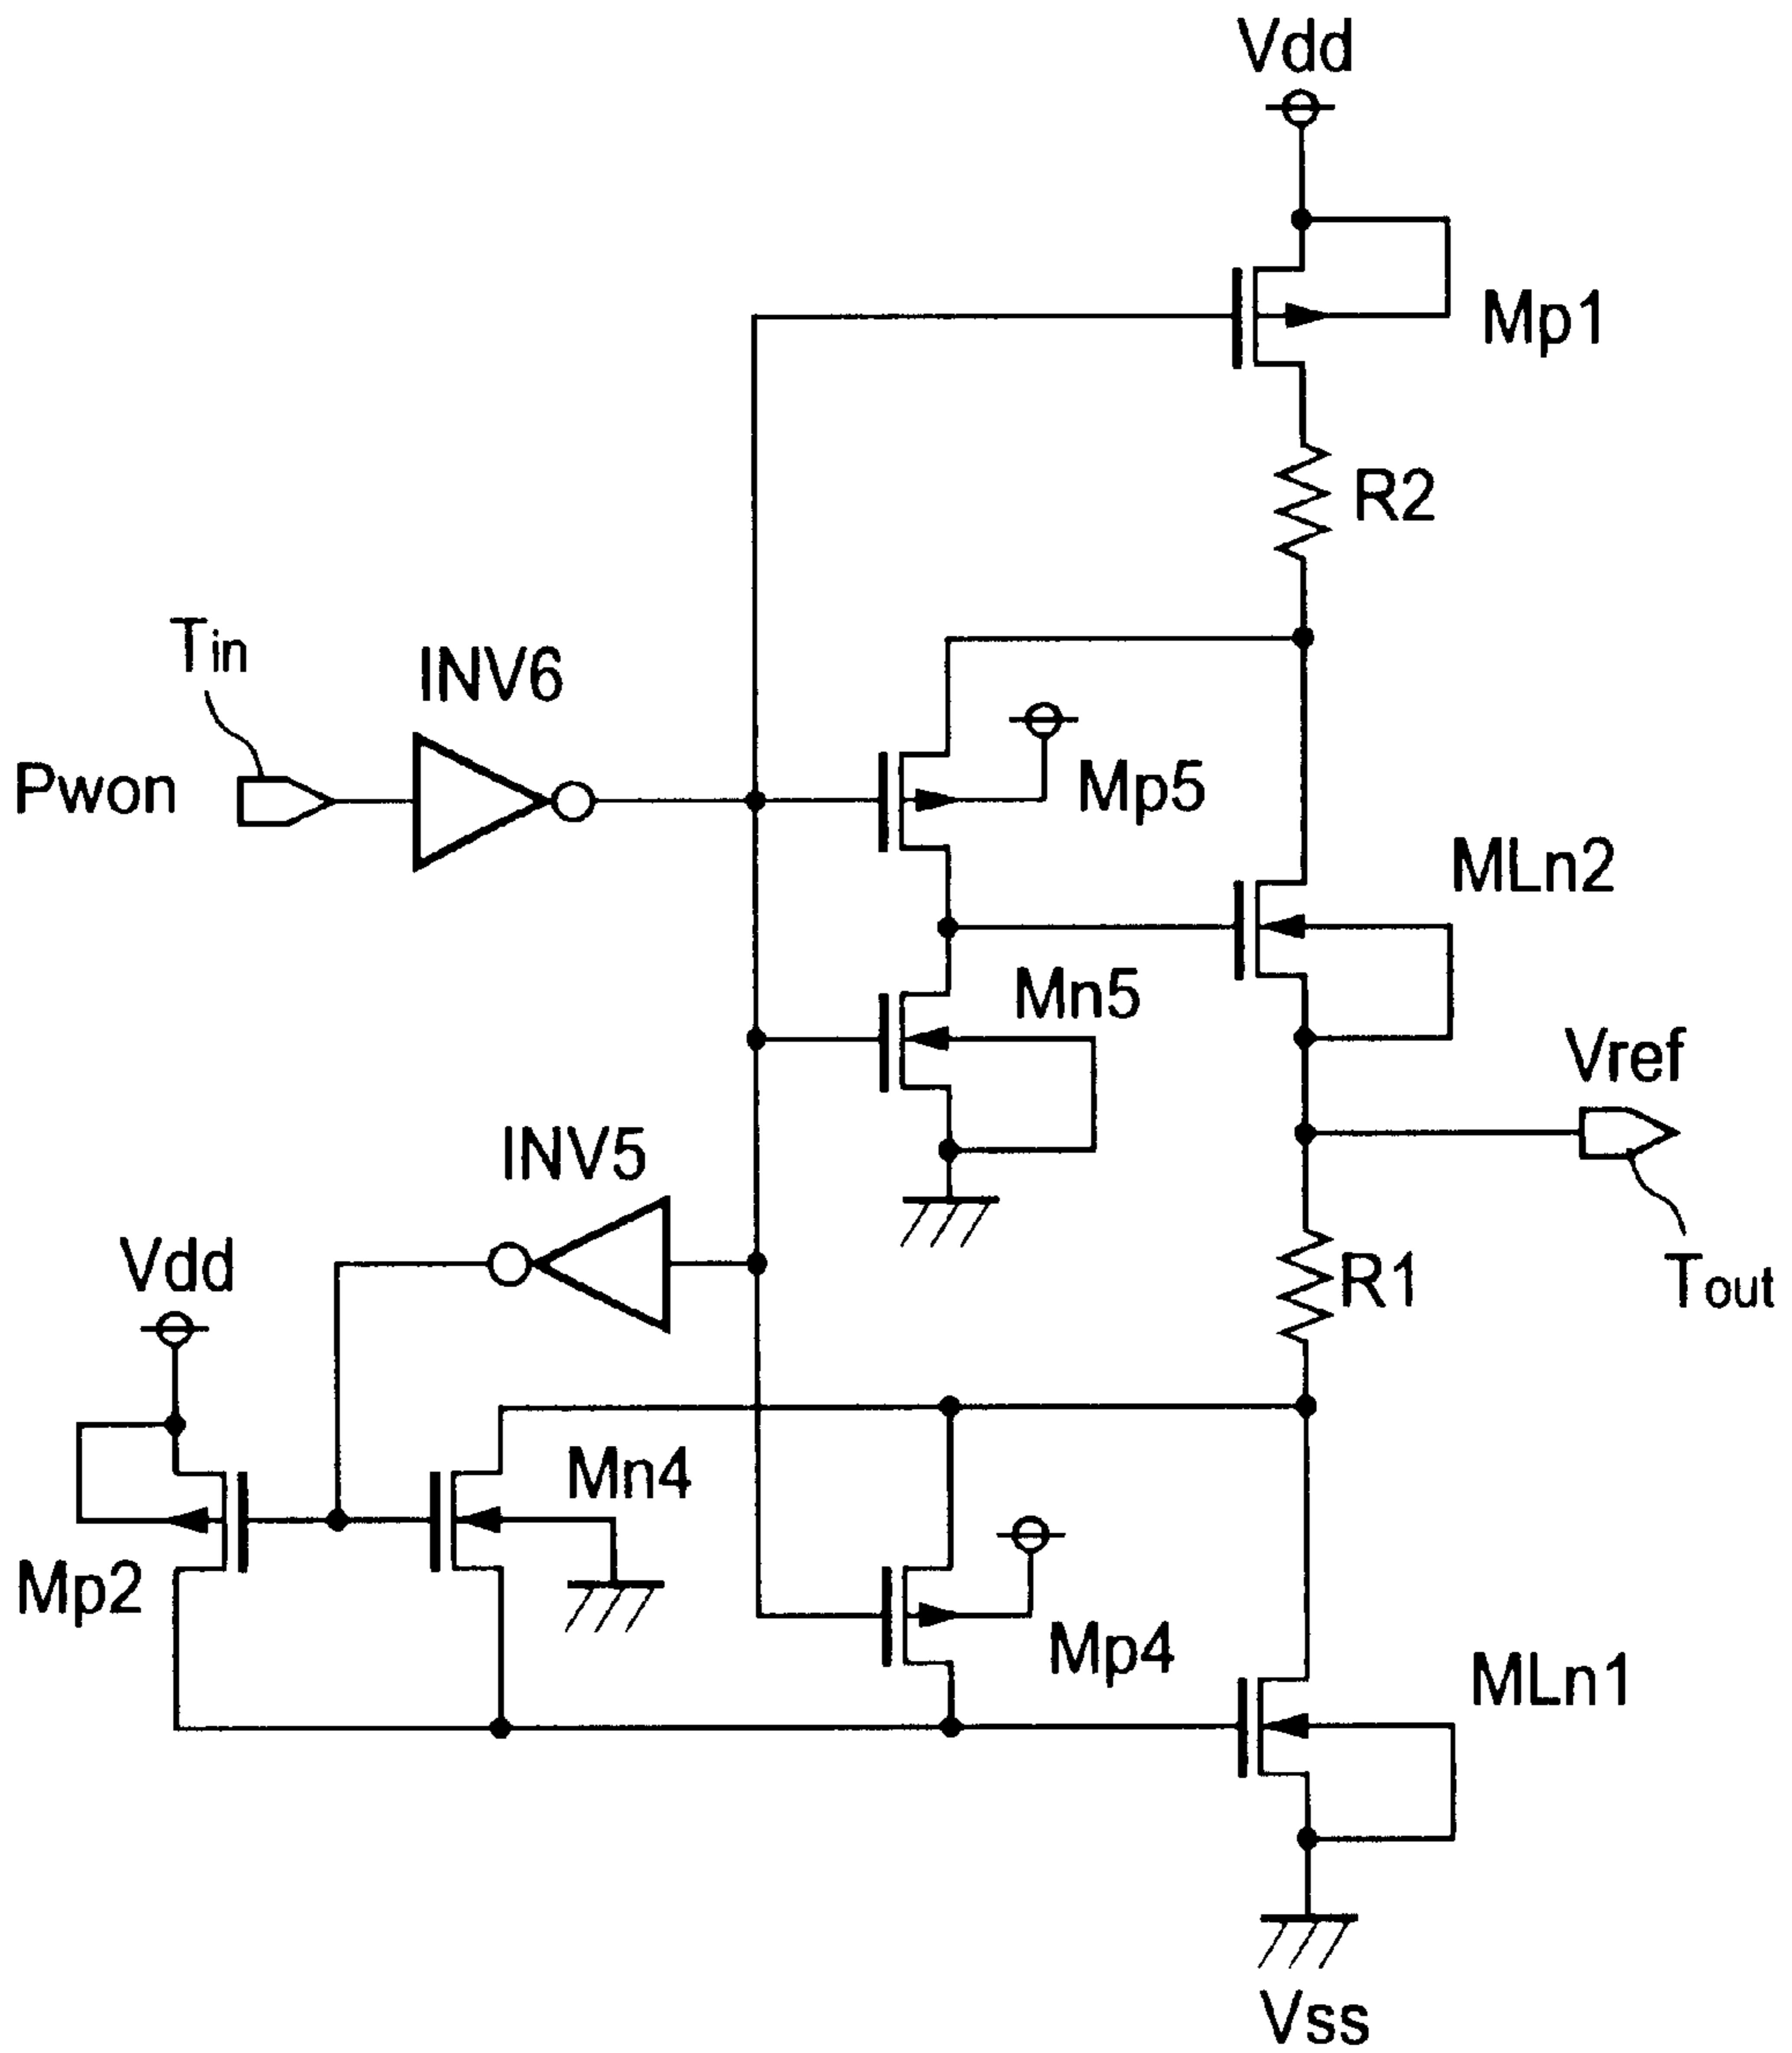 Vdd
Mp1
R2
Tin
INV6
Pwon
Mp5
MLn2
Mn5
Vref
INV5
Vdd
R1
Tout
Mn4
Mp2
Mp4
MLn1
Vss